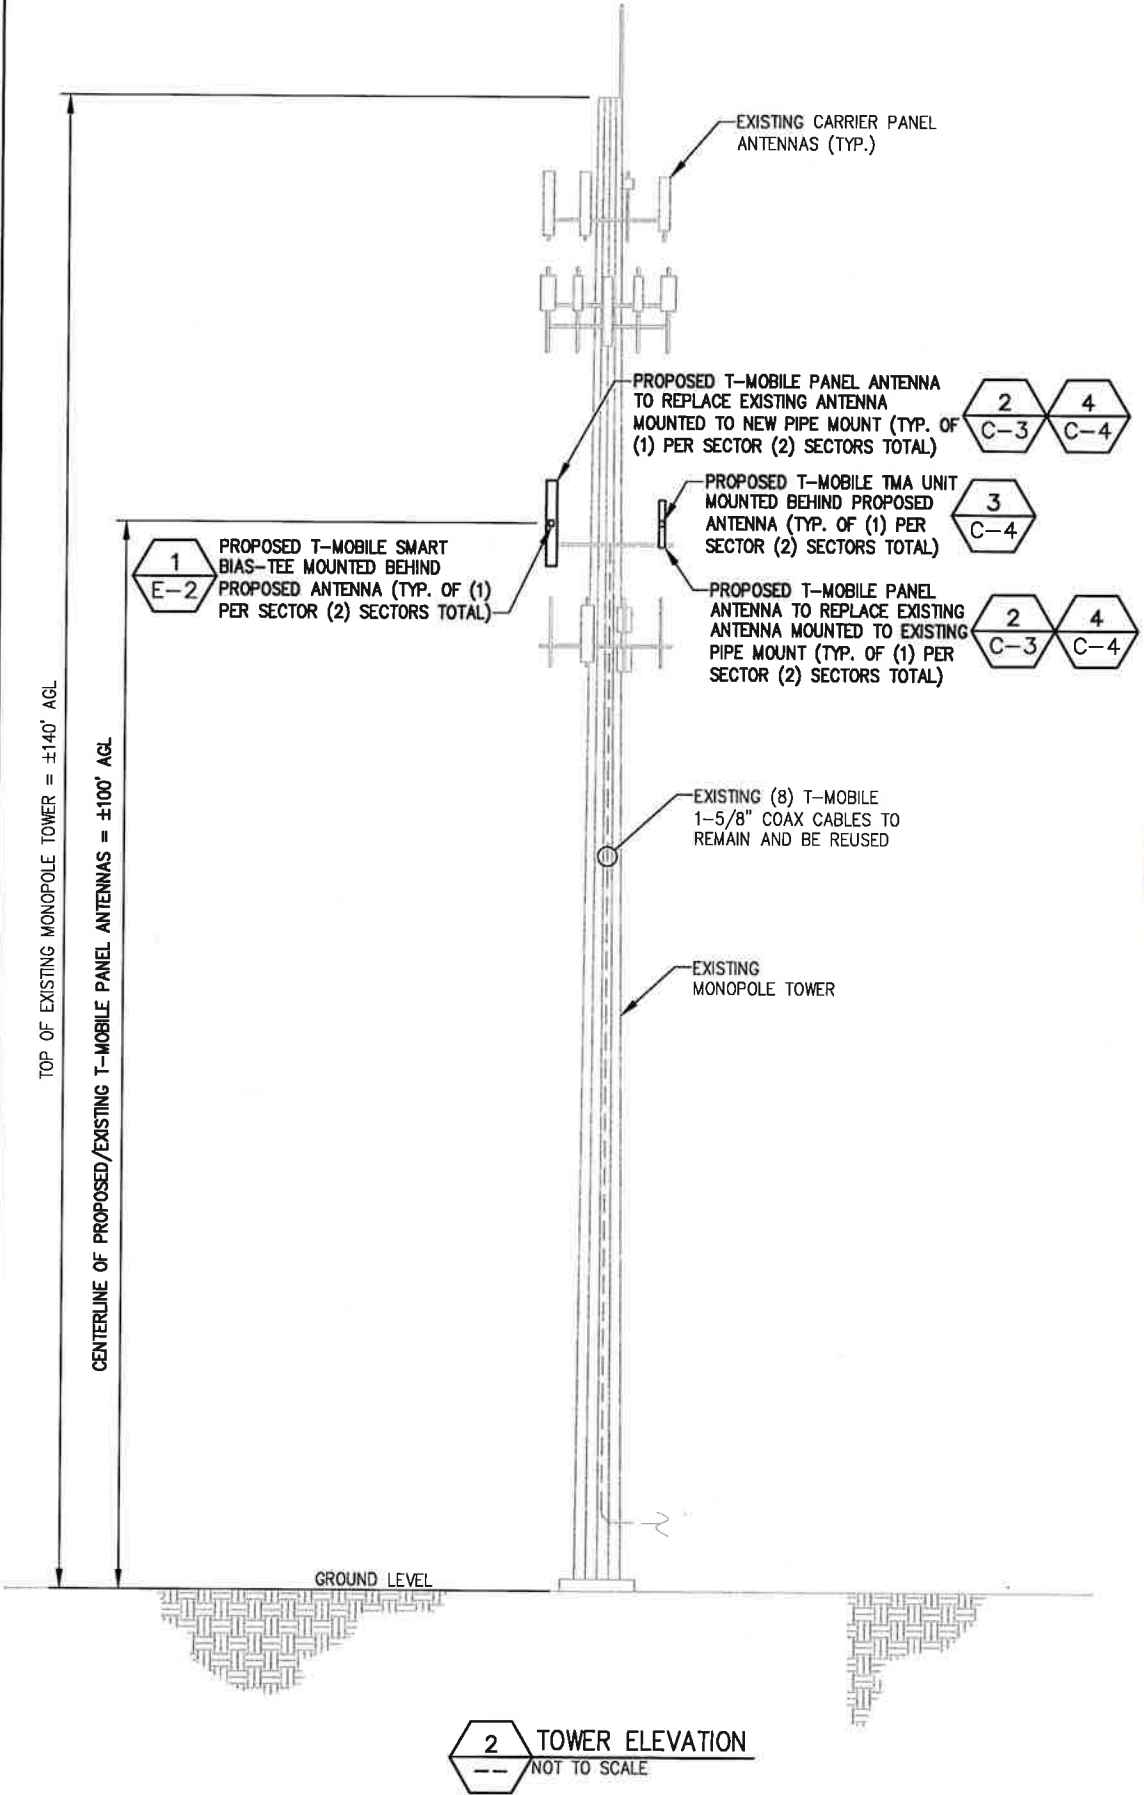 EXISTING CARRIER PANEL
ANTENNAS (TYP.)
PROPOSED T-MOBILE PANEL ANTENNA
TO REPLACE EXISTING ANTENNA
MOUNTED TO NEW PIPE MOUNT (TYP. OF
(1) PER SECTOR (2) SECTORS TOTAL)
2
C-3
4
C-4
PROPOSED T-MOBILE TMA UNIT
MOUNTED BEHIND PROPOSED
ANTENNA (TYP. OF (1) PER
SECTOR (2) SECTORS TOTAL)
3
C-4
1
E-2
PROPOSED T-MOBILE SMART
BIAS-TEE MOUNTED BEHIND
PROPOSED ANTENNA (TYP. OF (1)
PER SECTOR (2) SECTORS TOTAL)
PROPOSED T-MOBILE PANEL
ANTENNA TO REPLACE EXISTING
ANTENNA MOUNTED TO EXISTING
PIPE MOUNT (TYP. OF (1) PER
SECTOR (2) SECTORS TOTAL)
2
C-3
4
C-4
TOP OF EXISTING MONOPOLE TOWER = ±140' AGL
CENTERLINE OF PROPOSED/EXISTING T-MOBILE PANEL ANTENNAS = ±100' AGL
EXISTING (8) T-MOBILE
1-5/8" COAX CABLES TO
REMAIN AND BE REUSED
EXISTING
MONOPOLE TOWER
GROUND LEVEL
2
--
TOWER ELEVATION
NOT TO SCALE